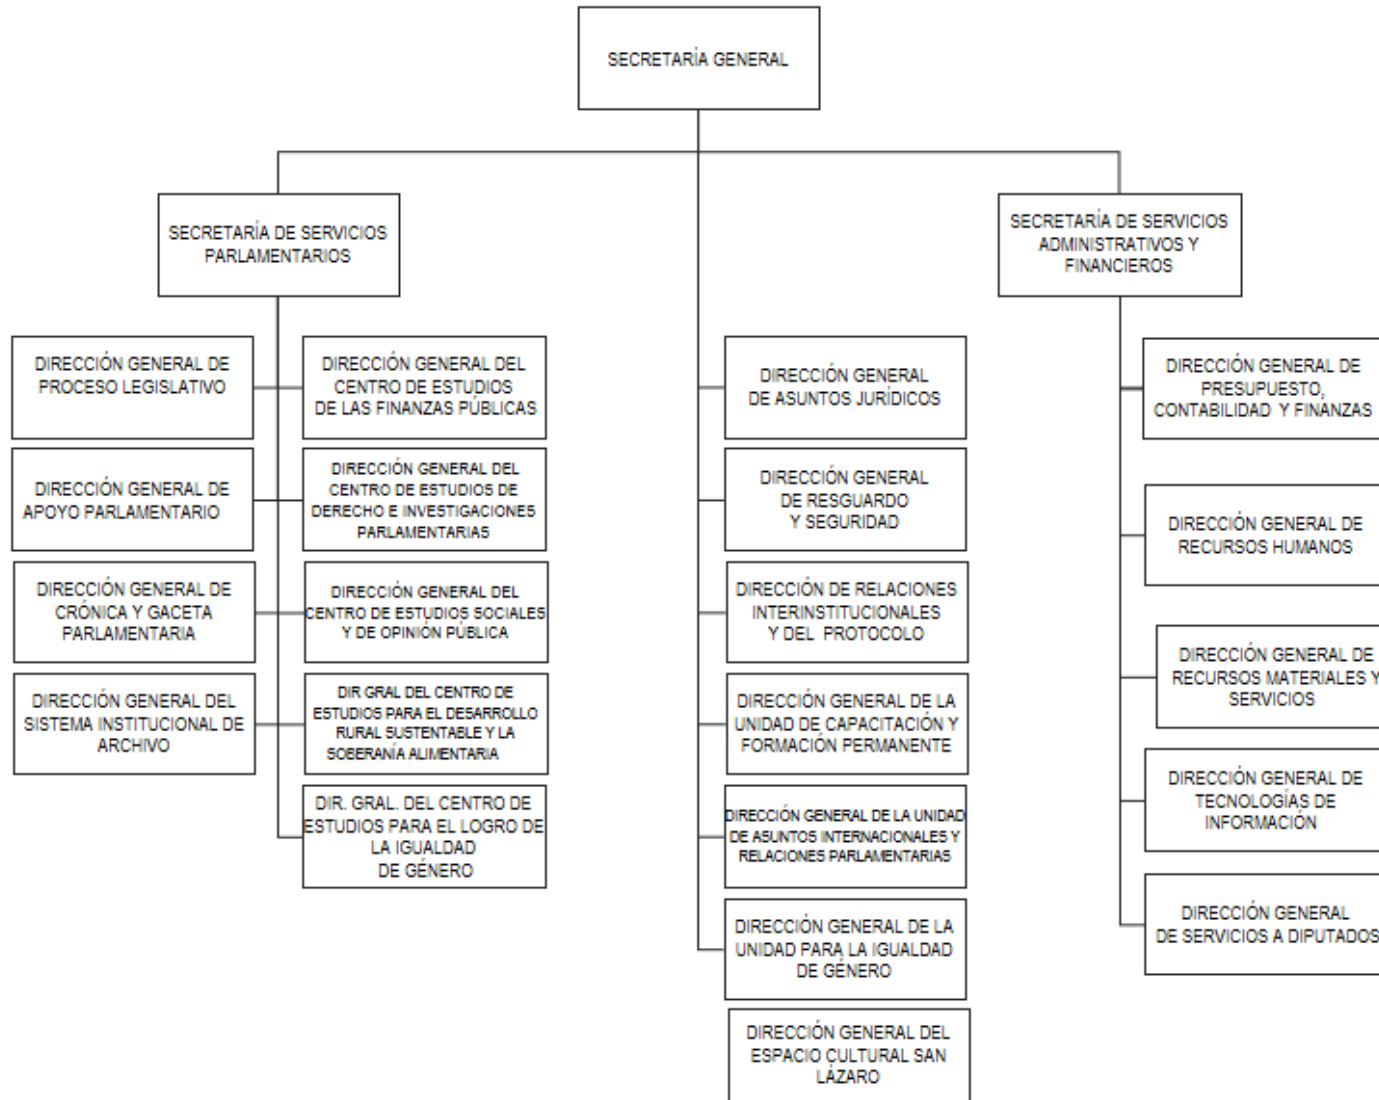 SECRETARÍA GENERAL
SECRETARÍA DE SERVICIOS
PARLAMENTARIOS
SECRETARÍA DE SERVICIOS
ADMINISTRATIVOS Y
FINANCIEROS
DIRECCIÓN GENERAL DE
PROCESO LEGISLATIVO
DIRECCIÓN GENERAL DE
APOYO PARLAMENTARIO
DIRECCIÓN GENERAL DE
CRÓNICA Y GACETA
PARLAMENTARIA
DIRECCIÓN GENERAL DEL
SISTEMA INSTITUCIONAL DE
ARCHIVO
DIRECCIÓN GENERAL DEL
CENTRO DE ESTUDIOS
DE LAS FINANZAS PÚBLICAS
DIRECCIÓN GENERAL DEL
CENTRO DE ESTUDIOS DE
DERECHO E INVESTIGACIONES
PARLAMENTARIAS
DIRECCIÓN GENERAL DEL
CENTRO DE ESTUDIOS SOCIALES
Y DE OPINIÓN PÚBLICA
DIR GRAL DEL CENTRO DE
ESTUDIOS PARA EL DESARROLLO
RURAL SUSTENTABLE Y LA
SOBERANÍA ALIMENTARIA
DIR. GRAL. DEL CENTRO DE
ESTUDIOS PARA EL LOGRO DE
LA IGUALDAD
DE GÉNERO
DIRECCIÓN GENERAL
DE ASUNTOS JURÍDICOS
DIRECCIÓN GENERAL
DE RESGUARDO
Y SEGURIDAD
DIRECCIÓN DE RELACIONES
INTERINSTITUCIONALES
Y DEL PROTOCOLO
DIRECCIÓN GENERAL DE LA
UNIDAD DE CAPACITACIÓN Y
FORMACIÓN PERMANENTE
DIRECCIÓN GENERAL DE LA UNIDAD
DE ASUNTOS INTERNACIONALES Y
RELACIONES PARLAMENTARIAS
DIRECCIÓN GENERAL DE LA
UNIDAD PARA LA IGUALDAD
DE GÉNERO
DIRECCIÓN GENERAL DEL
ESPACIO CULTURAL SAN
LÁZARO
DIRECCIÓN GENERAL DE
PRESUPUESTO,
CONTABILIDAD Y FINANZAS
DIRECCIÓN GENERAL DE
RECURSOS HUMANOS
DIRECCIÓN GENERAL DE
RECURSOS MATERIALES Y
SERVICIOS
DIRECCIÓN GENERAL DE
TECNOLOGÍAS DE
INFORMACIÓN
DIRECCIÓN GENERAL
DE SERVICIOS A DIPUTADOS